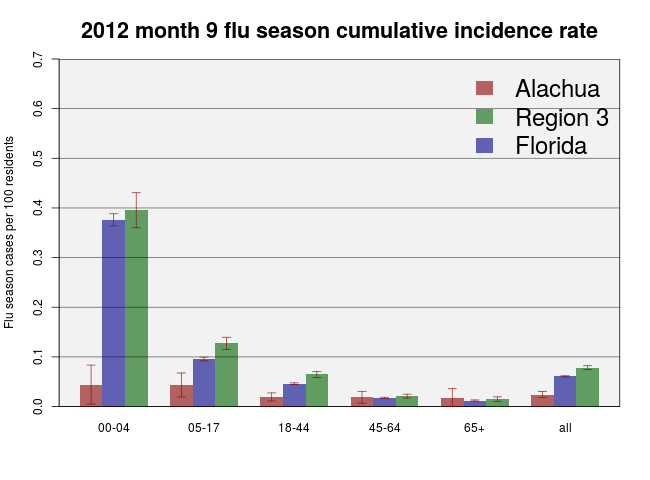 2012 month 9 flu season cumulative incidence rate
Flu season cases per 100 residents
0.7
0.6
0.5
0.4
0.3
0.2
0.1
0.0
Alachua
Region 3
Florida
00-04 05-17 18-44 45-64 65+ all